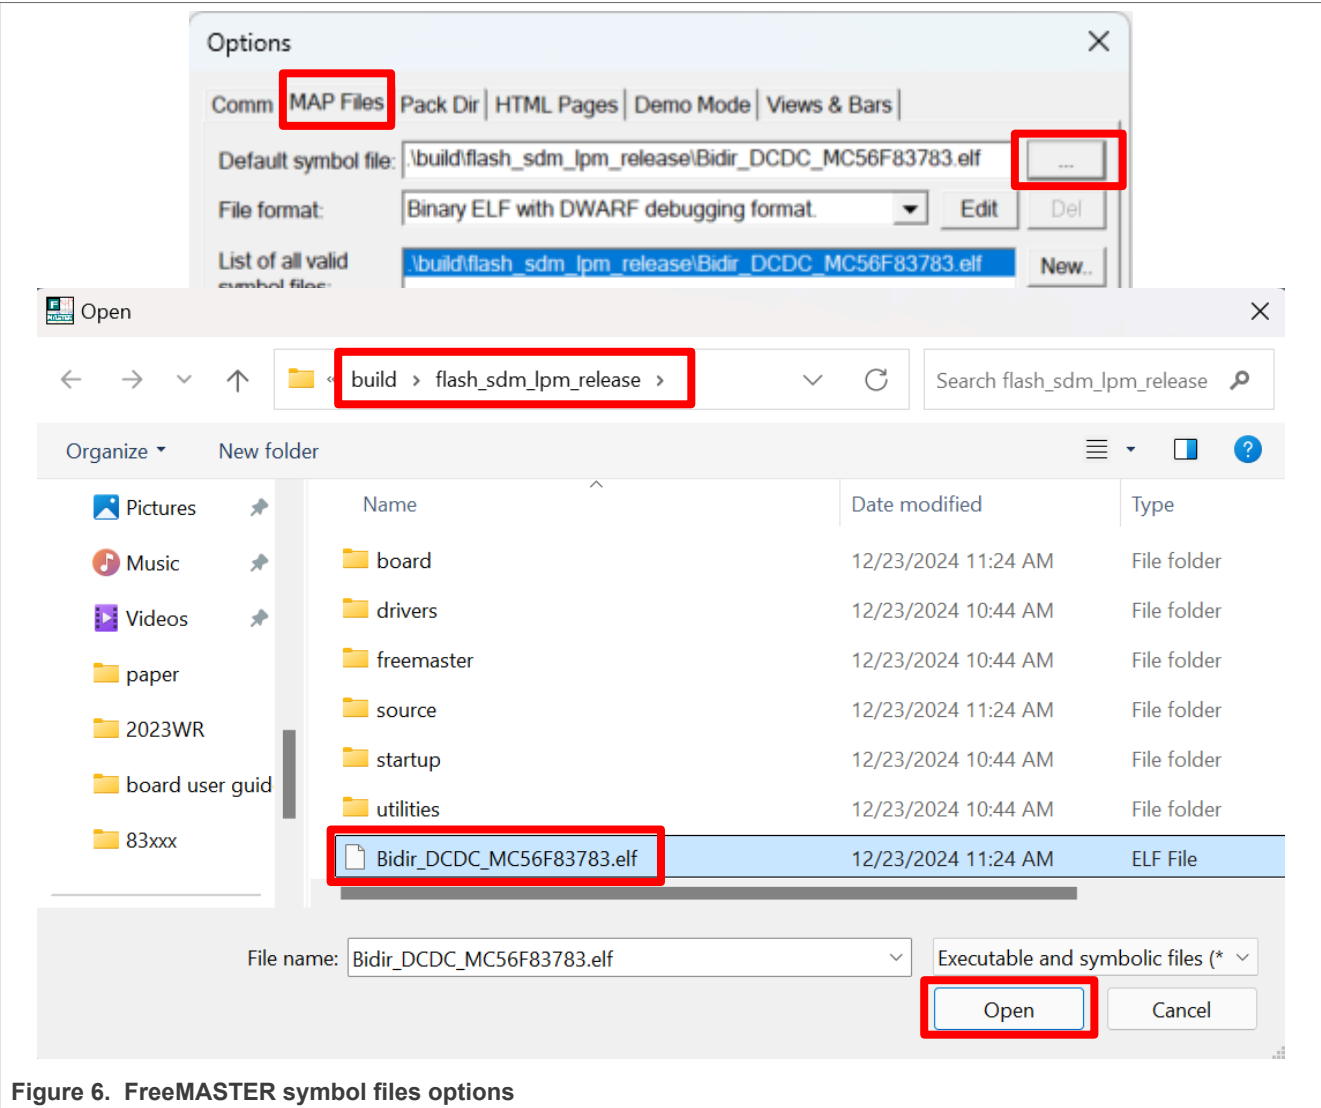 Options
Comm MAP Files Pack Dir HTML Pages Demo Mode Views & Bars
Default symbol file: .\build\flash_sdm_lpm_release\Bidir_DCDC_MC56F83783.elf ...
File format: Binary ELF with DWARF debugging format. Edit Del
List of all valid .\build\flash_sdm_lpm_release\Bidir_DCDC_MC56F83783.elf New..
symbol files:
Open
« build > flash_sdm_lpm_release > Search flash_sdm_lpm_release
Organize New folder ?
Name Date modified Type
Pictures
Music
Videos
paper
2023WR
board user guid
83xxx
board 12/23/2024 11:24 AM File folder
drivers 12/23/2024 10:44 AM File folder
freemaster 12/23/2024 10:44 AM File folder
source 12/23/2024 11:24 AM File folder
startup 12/23/2024 10:44 AM File folder
utilities 12/23/2024 10:44 AM File folder
Bidir_DCDC_MC56F83783.elf 12/23/2024 11:24 AM ELF File
File name: Bidir_DCDC_MC56F83783.elf Executable and symbolic files (*
Open Cancel
Figure 6. FreeMASTER symbol files options